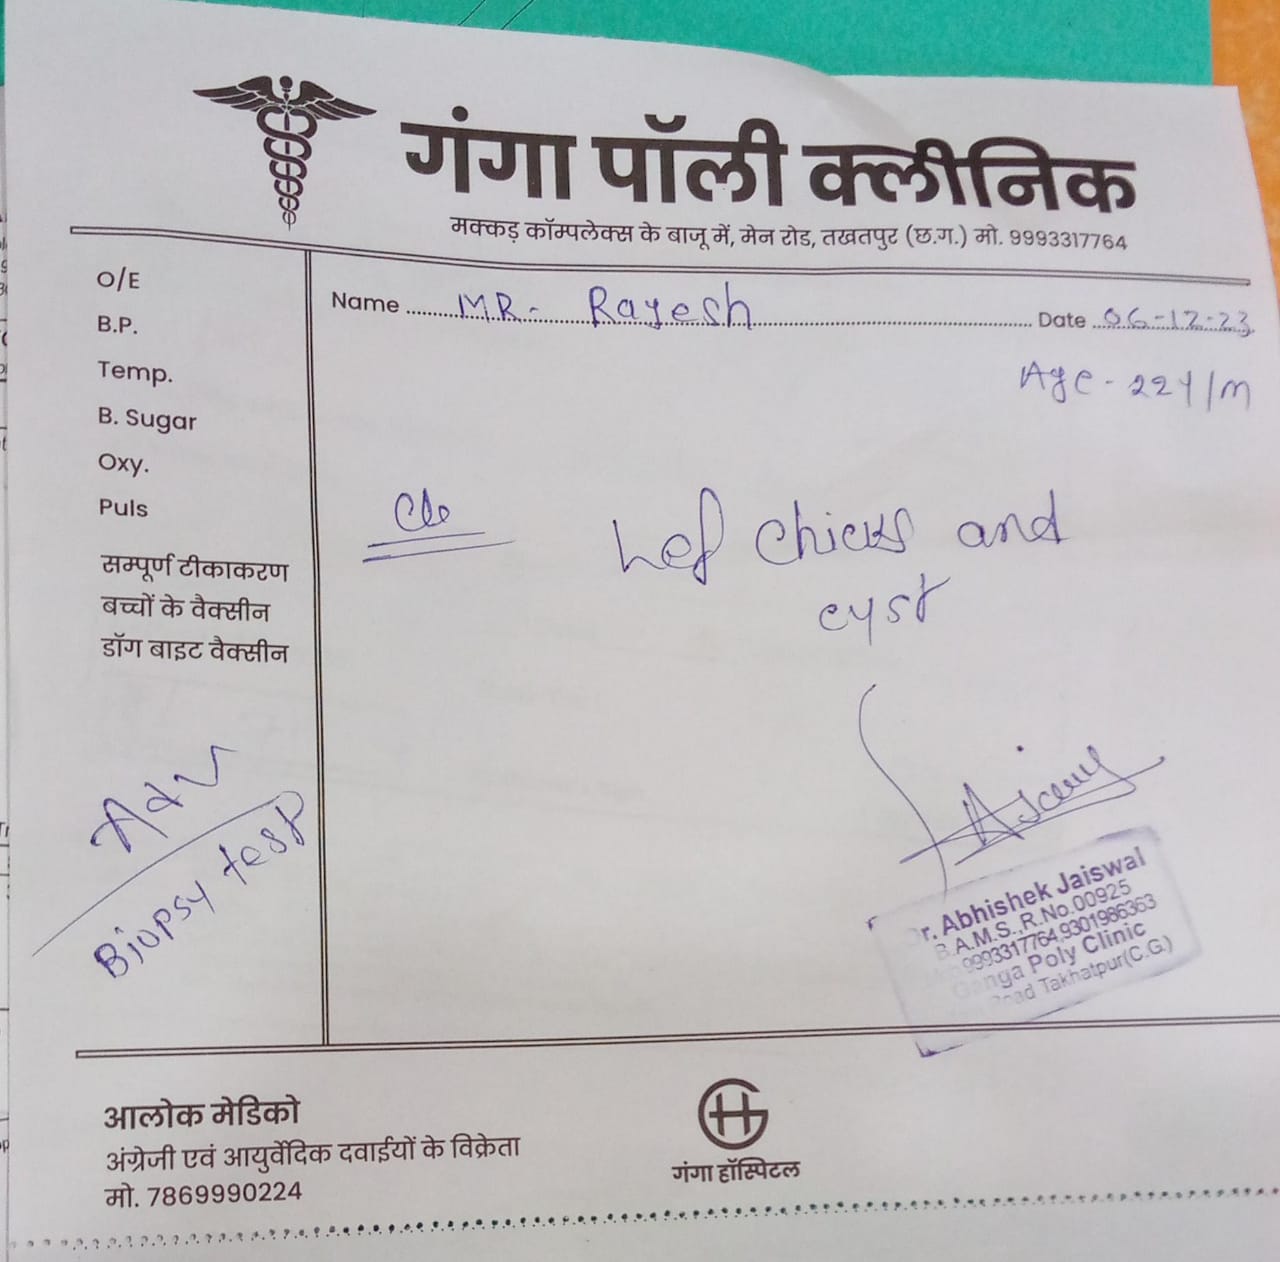 गंगा पॉली क्लीनिक
मक्कड़ कॉम्पलेक्स के बाजू में, मेन रोड, तखतपुर (छ.ग.) मो. 9993317764
Name MR- Rajesh Date 06-12-23
Age - 22Y/M
O/E
B.P.
Temp.
B. Sugar
Oxy.
Puls
सम्पूर्ण टीकाकरण
बच्चों के वैक्सीन
डॉग बाइट वैक्सीन
C/o
Lef chicks and
cyst
Adv
Biopsy test
Dr. Abhishek Jaiswal
B.A.M.S.,R.No.00925
9993317764,9301986363
Ganga Poly Clinic
Road Takhatpur(C.G.)
आलोक मेडिको
अंग्रेजी एवं आयुर्वेदिक दवाईयों के विक्रेता
मो. 7869990224
गंगा हॉस्पिटल